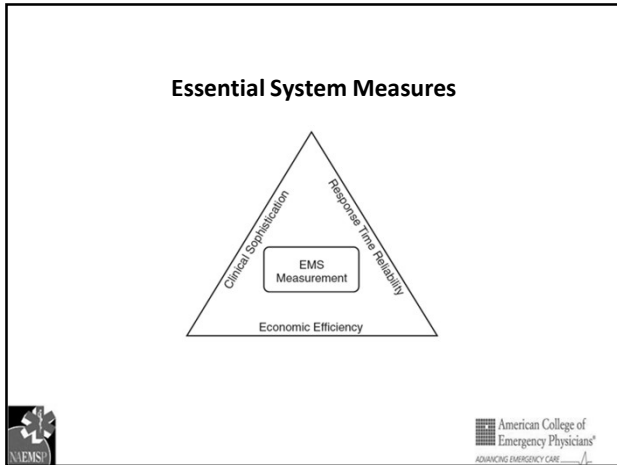 Essential System Measures
Clinical Sophistication
Response Time Reliability
EMS
Measurement
Economic Efficiency
NAEMSP
American College of
Emergency Physicians®
ADVANCING EMERGENCY CARE